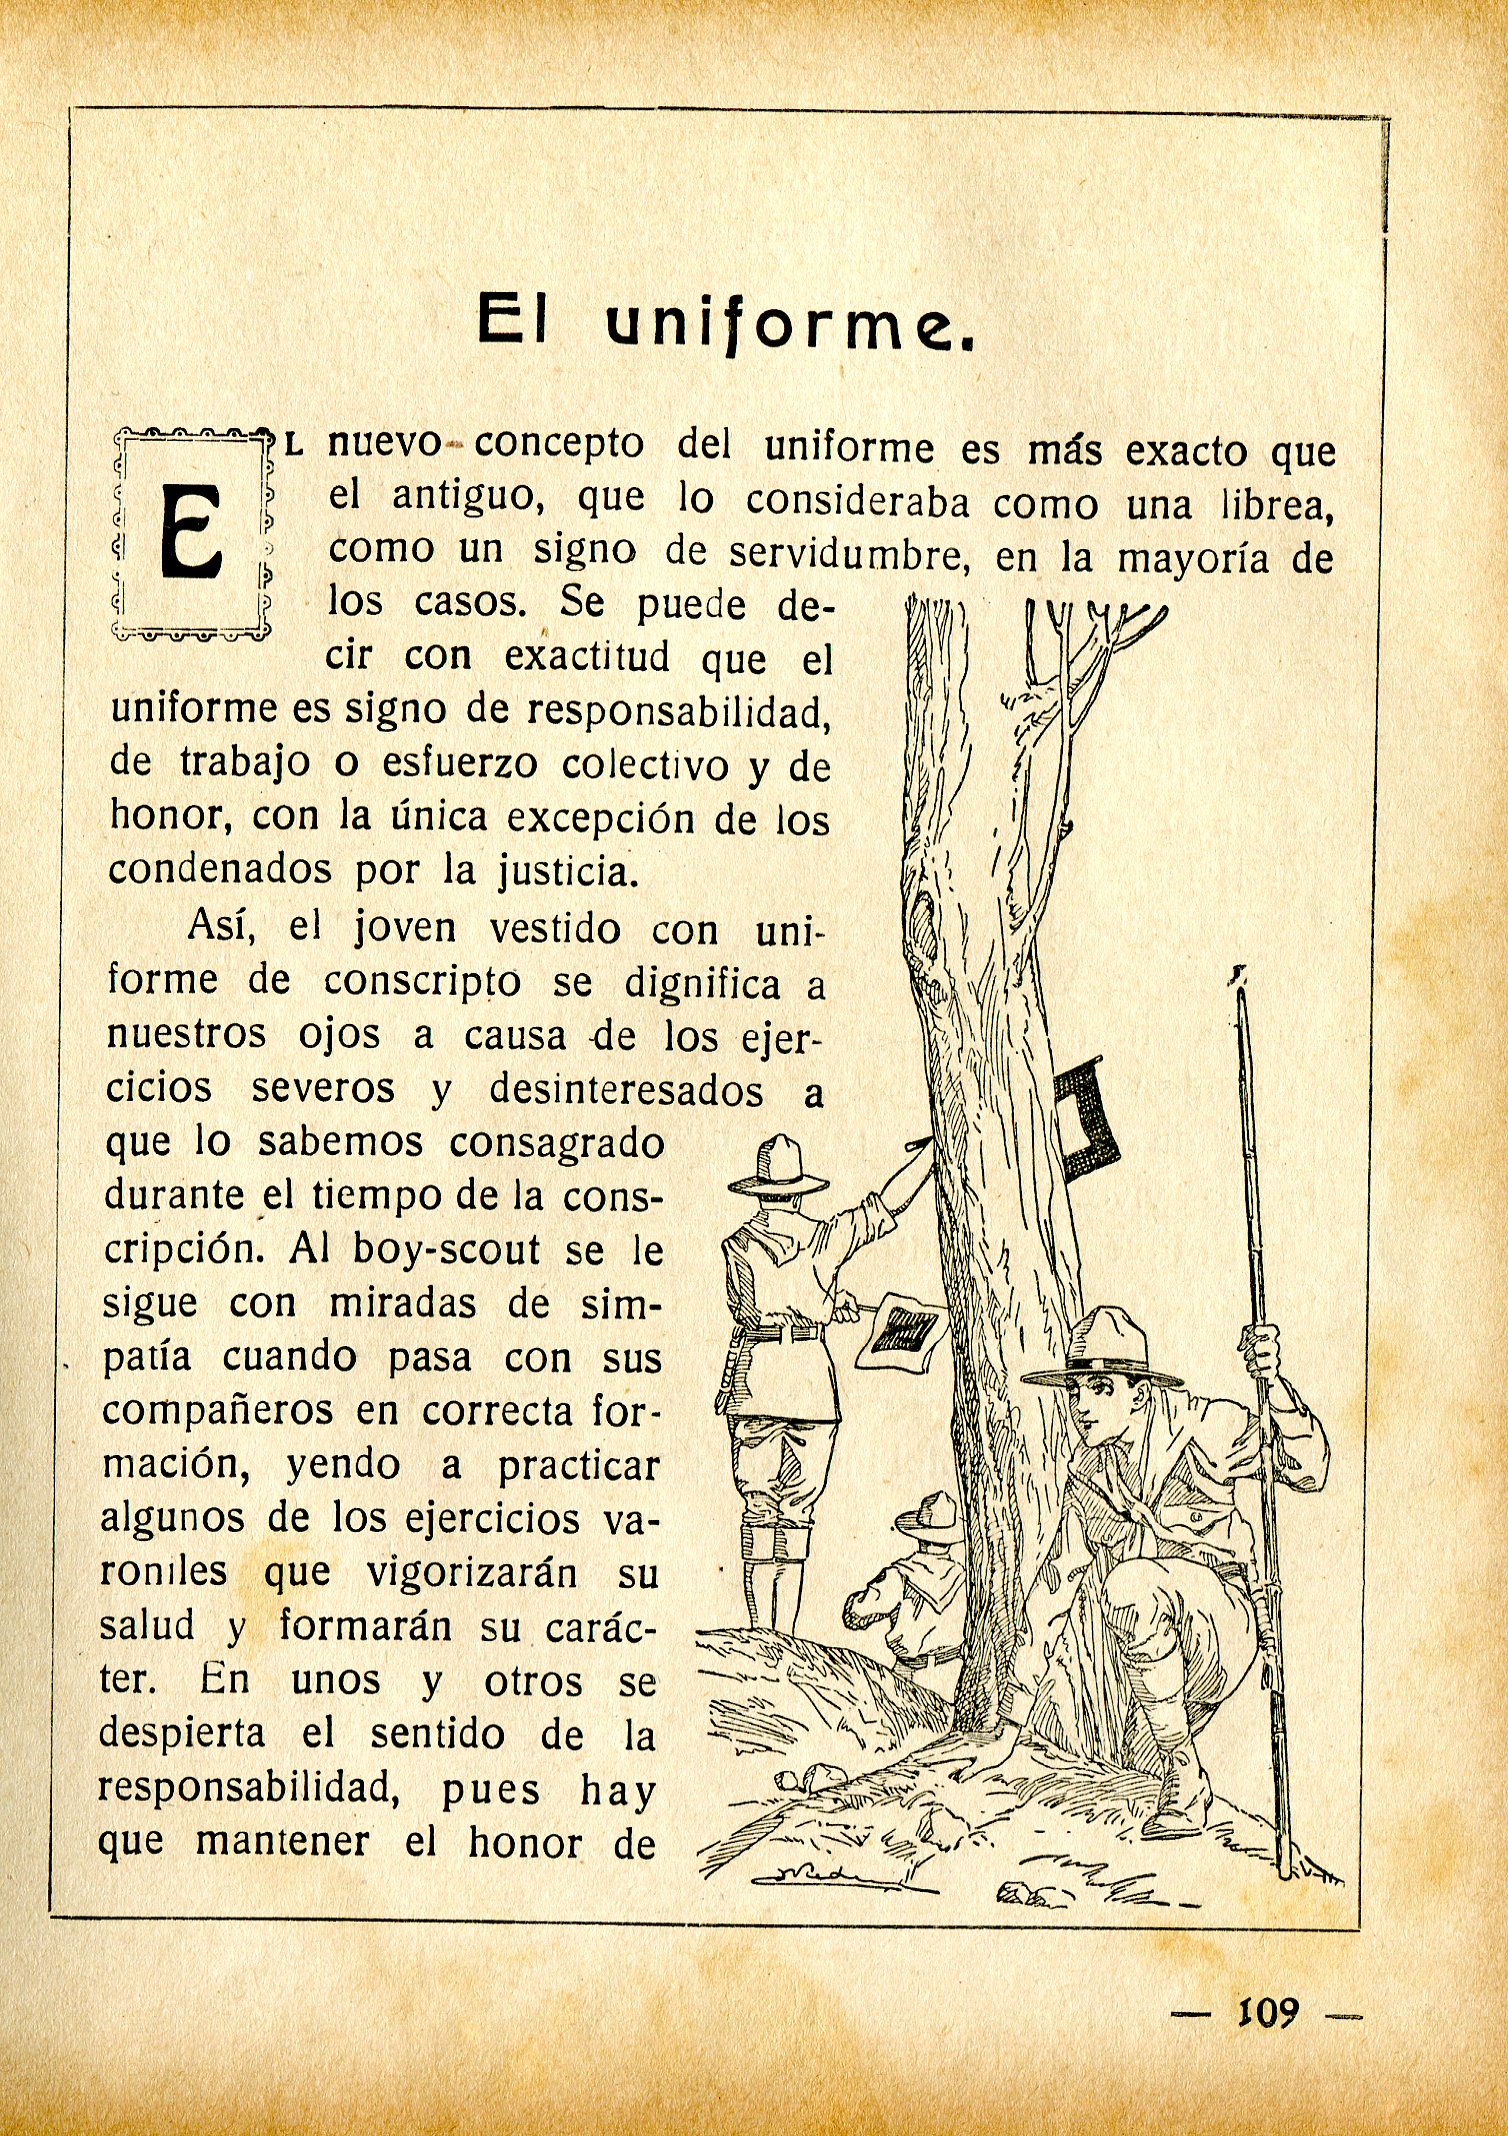 El uniforme.
EL nuevo concepto del uniforme es más exacto que
el antiguo, que lo consideraba como una librea,
como un signo de servidumbre, en la mayoría de
los casos. Se puede de-
cir con exactitud que el
uniforme es signo de responsabilidad,
de trabajo o esfuerzo colectivo y de
honor, con la única excepción de los
condenados por la justicia.
Así, el joven vestido con uni-
forme de conscripto se dignifica a
nuestros ojos a causa de los ejer-
cicios severos y desinteresados a
que lo sabemos consagrado
durante el tiempo de la cons-
cripción. Al boy-scout se le
sigue con miradas de sim-
patía cuando pasa con sus
compañeros en correcta for-
mación, yendo a practicar
algunos de los ejercicios va-
roniles que vigorizarán su
salud y formarán su carác-
ter. En unos y otros se
despierta el sentido de la
responsabilidad, pues hay
que mantener el honor de
— 109 —